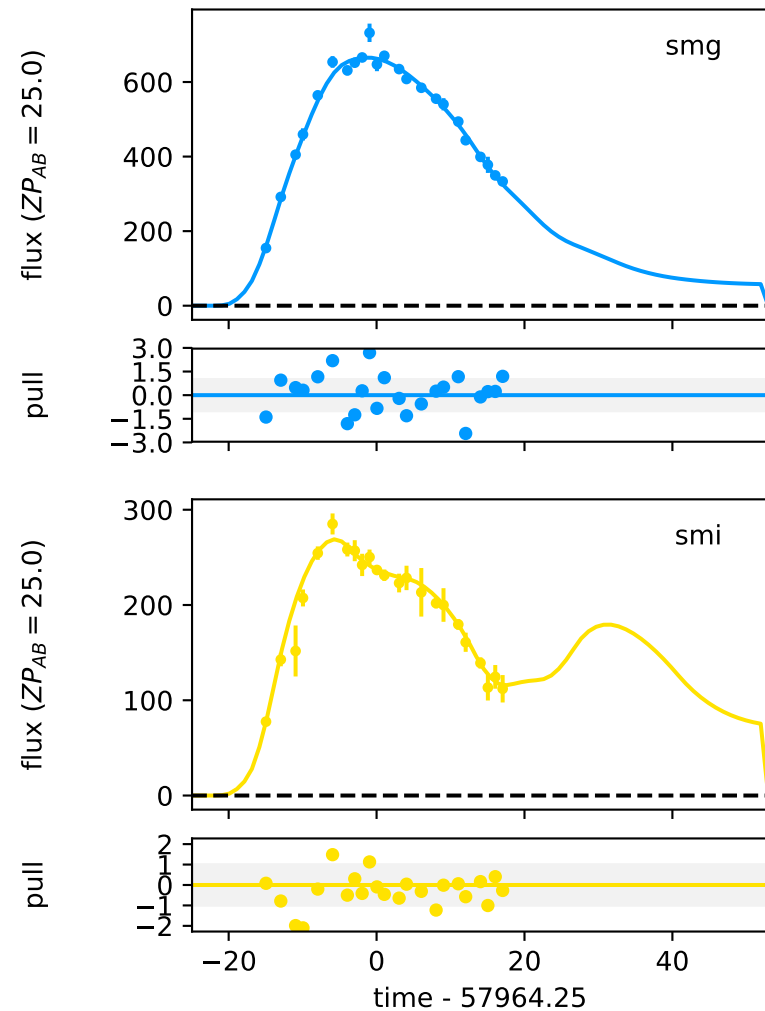 smg
flux (ZP_AB = 25.0)
600
400
200
0
pull
3.0
1.5
0.0
−1.5
−3.0
smi
flux (ZP_AB = 25.0)
300
200
100
0
pull
2
1
0
−1
−2
−20 0 20 40
time - 57964.25